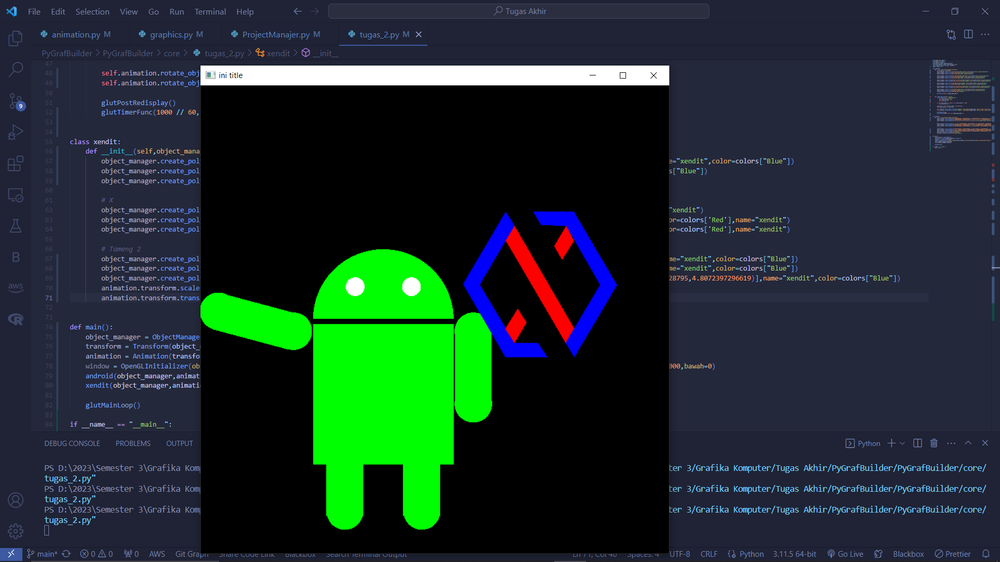 File Edit Selection View Go Run Terminal Help Tugas Akhir
animation.py M graphics.py M ProjectManajer.py M tugas_2.py M
PyGrafBuilder > PyGrafBuilder > core > tugas_2.py > xendit > __init__
ini title
47
48 self.animation.rotate_obj
49 self.animation.rotate_obj
50
51 glutPostRedisplay()
52 glutTimerFunc(1000 // 60,
53
54
55 class xendit:
56 def __init__(self,object_mana
57 object_manager.create_pol e="xendit",color=colors["Blue"])
58 object_manager.create_pol s["Blue"])
59 object_manager.create_pol
60
61 # X
62 object_manager.create_pol "xendit")
63 object_manager.create_pol or=colors['Red'],name="xendit")
64 object_manager.create_pol or=colors['Red'],name="xendit")
65
66 # Tameng 2
67 object_manager.create_pol me="xendit",color=colors["Blue"])
68 object_manager.create_pol me="xendit",color=colors["Blue"])
69 object_manager.create_pol 28795,4.8072397296619)],name="xendit",color=colors["Blue"])
70 animation.transform.scale
71 animation.transform.trans
72
73
74 def main():
75 object_manager = ObjectManage
76 transform = Transform(object_
77 animation = Animation(transfo
78 window = OpenGLInitializer(ob 000,bawah=0)
79 android(object_manager,animat
80 xendit(object_manager,animati
81
82 glutMainLoop()
83
84 if __name__ == "__main__":
9
B
aws
R
DEBUG CONSOLE PROBLEMS OUTPUT Python
PS D:\2023\Semester 3\Grafika Kom ter 3/Grafika Komputer/Tugas Akhir/PyGrafBuilder/PyGrafBuilder/core/
tugas_2.py"
PS D:\2023\Semester 3\Grafika Kom ter 3/Grafika Komputer/Tugas Akhir/PyGrafBuilder/PyGrafBuilder/core/
tugas_2.py"
PS D:\2023\Semester 3\Grafika Kom ter 3/Grafika Komputer/Tugas Akhir/PyGrafBuilder/PyGrafBuilder/core/
tugas_2.py"
main* 0 0 0 AWS Git Graph Share Code Link Blackbox Search Terminal Output Ln 71, Col 40 Spaces: 4 UTF-8 CRLF Python 3.11.5 64-bit Go Live Blackbox Prettier